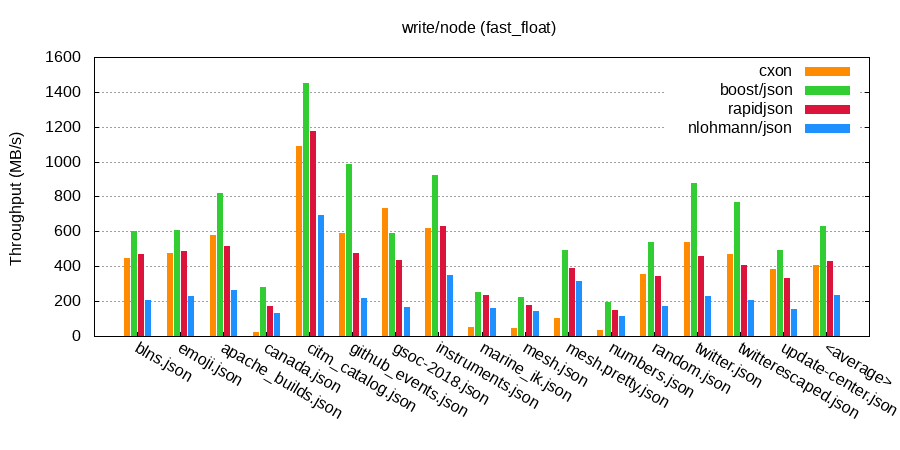 write/node (fast_float)
Throughput (MB/s)
1600
1400
1200
1000
800
600
400
200
0
cxon
boost/json
rapidjson
nlohmann/json
blns.json
emoji.json
apache_builds.json
canada.json
citm_catalog.json
github_events.json
gsoc-2018.json
instruments.json
marine_ik.json
mesh.json
mesh.pretty.json
numbers.json
random.json
twitter.json
twitterescaped.json
update-center.json
<average>